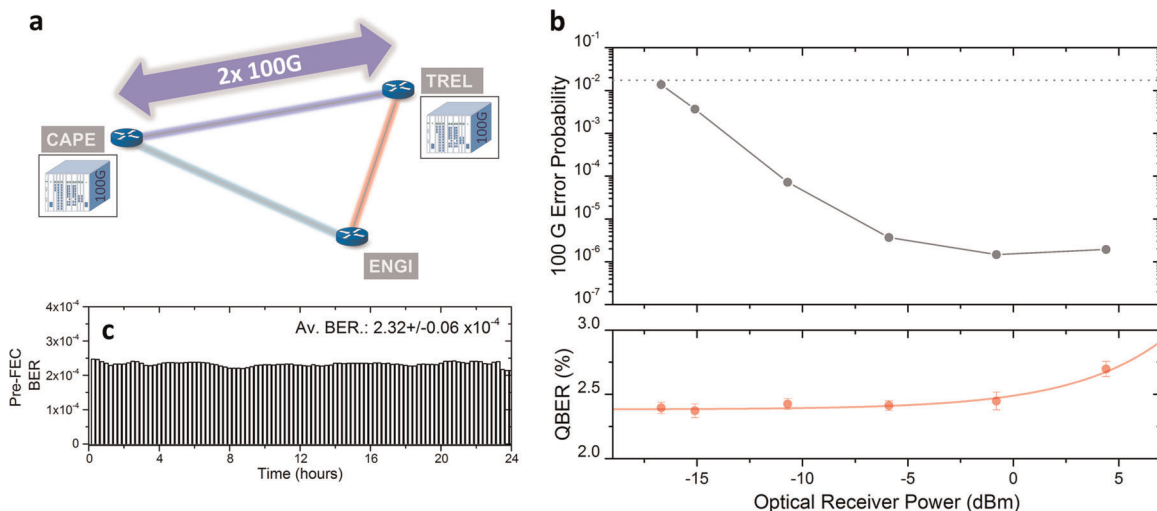 a
2x 100G
TREL
100G
CAPE
100G
ENGI
b
10⁻¹
10⁻²
10⁻³
10⁻⁴
10⁻⁵
10⁻⁶
10⁻⁷
100 G Error Probability
3.0
2.5
2.0
QBER (%)
-15
-10
-5
0
5
Optical Receiver Power (dBm)
c
Av. BER.: 2.32+/-0.06 x10⁻⁴
4x10⁻⁴
3x10⁻⁴
2x10⁻⁴
1x10⁻⁴
0
Pre-FEC
BER
0
4
8
12
16
20
24
Time (hours)